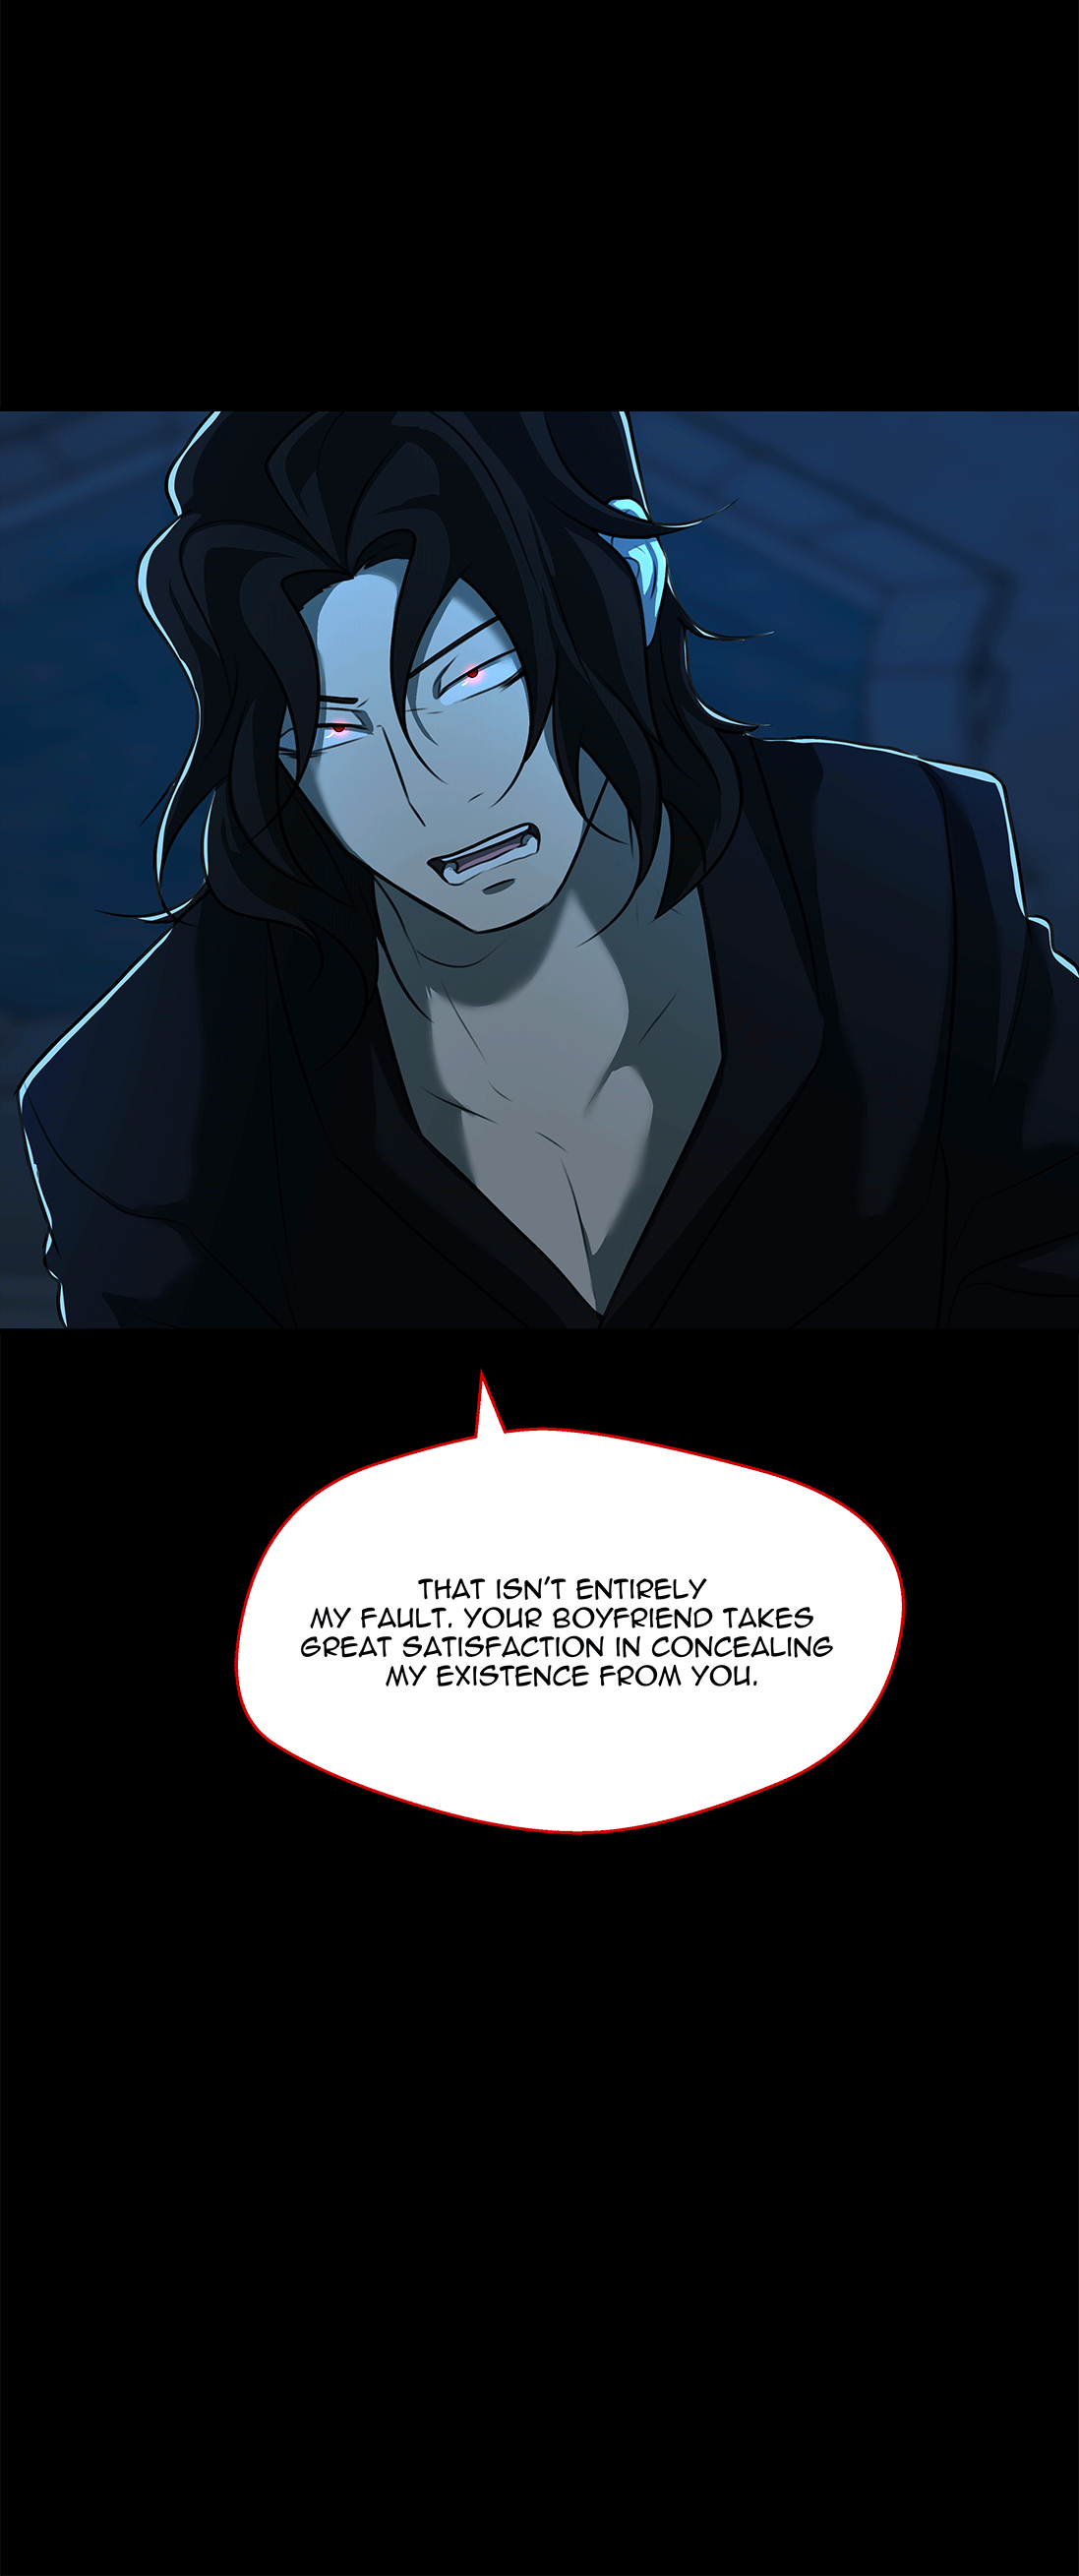 THAT ISN'T ENTIRELY
MY FAULT. YOUR BOYFRIEND TAKES
GREAT SATISFACTION IN CONCEALING
MY EXISTENCE FROM YOU.